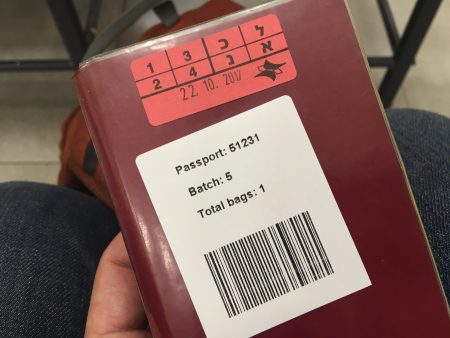 1 3 כ ל
2 4 נ א
22.10.2017
Passport: 51231
Batch: 5
Total bags: 1